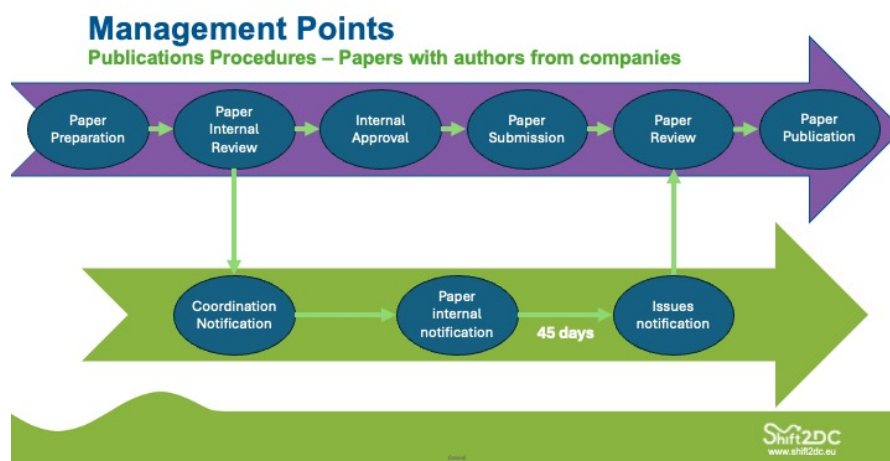 Management Points
Publications Procedures – Papers with authors from companies
Paper
Preparation
Paper
Internal
Review
Internal
Approval
Paper
Submission
Paper
Review
Paper
Publication
Coordination
Notification
Paper
internal
notification
45 days
Issues
notification
Shift2DC
www.shift2dc.eu